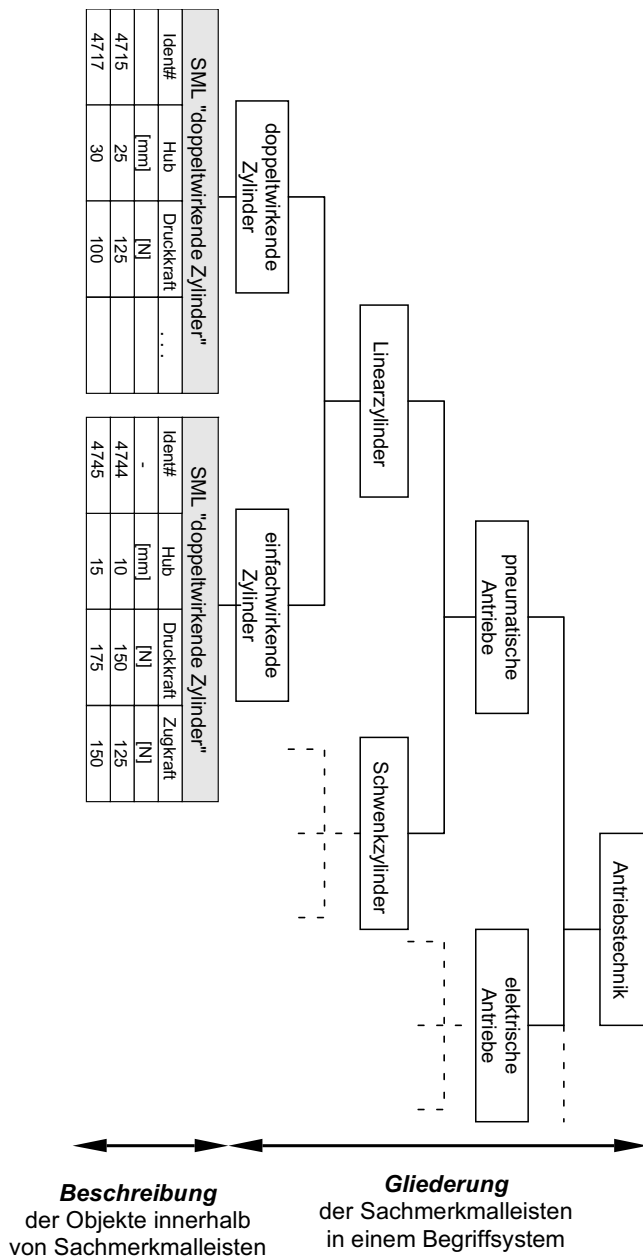 Antriebstechnik
pneumatische
Antriebe
elektrische
Antriebe
Linearzylinder
Schwenkzylinder
doppeltwirkende
Zylinder
einfachwirkende
Zylinder
SML "doppeltwirkende Zylinder"
Ident# Hub Druckkraft . . .
[mm] [N]
4715 25 125
4717 30 100
SML "doppeltwirkende Zylinder"
Ident# Hub Druckkraft Zugkraft
- [mm] [N] [N]
4744 10 150 125
4745 15 175 150
Gliederung
der Sachmerkmalleisten
in einem Begriffsystem
Beschreibung
der Objekte innerhalb
von Sachmerkmalleisten